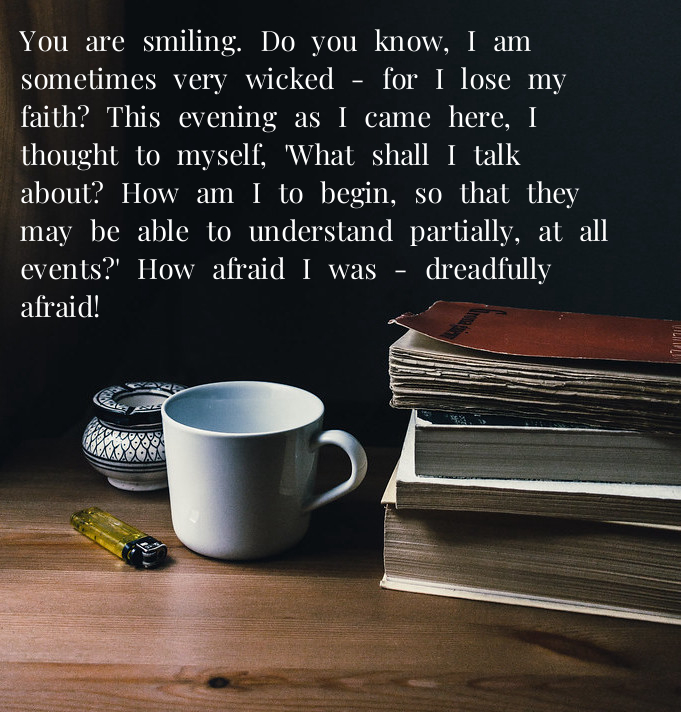 You are smiling. Do you know, I am
sometimes very wicked - for I lose my
faith? This evening as I came here, I
thought to myself, 'What shall I talk
about? How am I to begin, so that they
may be able to understand partially, at all
events?' How afraid I was - dreadfully
afraid!